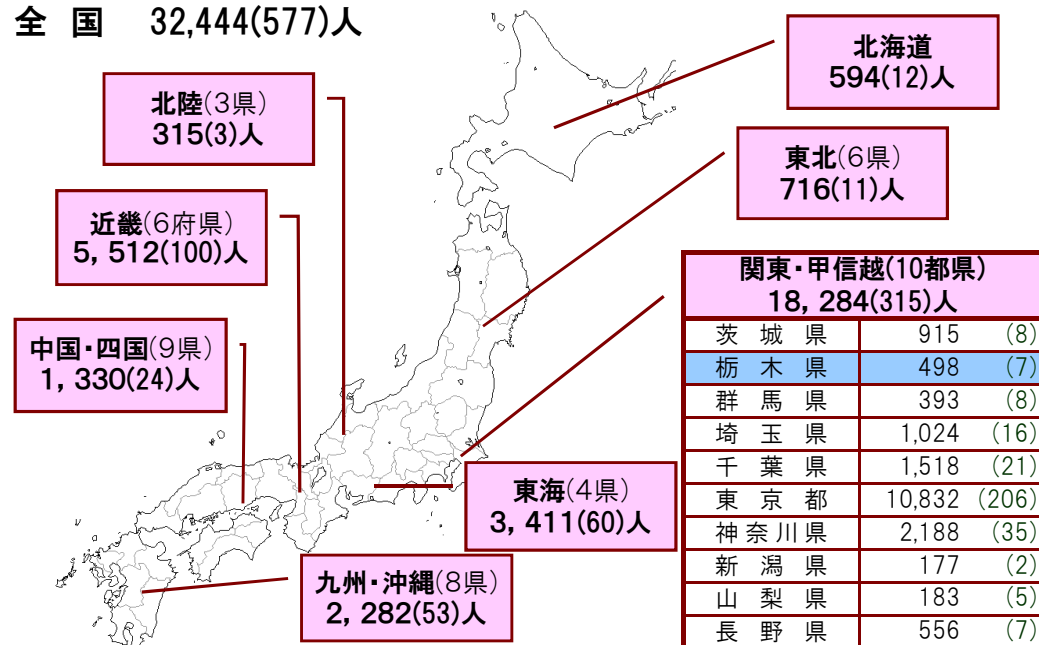 全国 32,444(577)人
北海道
594(12)人
北陸(3県)
315(3)人
東北(6県)
716(11)人
近畿(6府県)
5,512(100)人
中国・四国(9県)
1,330(24)人
関東・甲信越(10都県)
18,284(315)人
茨城県 915 (8)
栃木県 498 (7)
群馬県 393 (8)
埼玉県 1,024 (16)
千葉県 1,518 (21)
東京都 10,832 (206)
神奈川県 2,188 (35)
新潟県 177 (2)
山梨県 183 (5)
長野県 556 (7)
東海(4県)
3,411(60)人
九州・沖縄(8県)
2,282(53)人